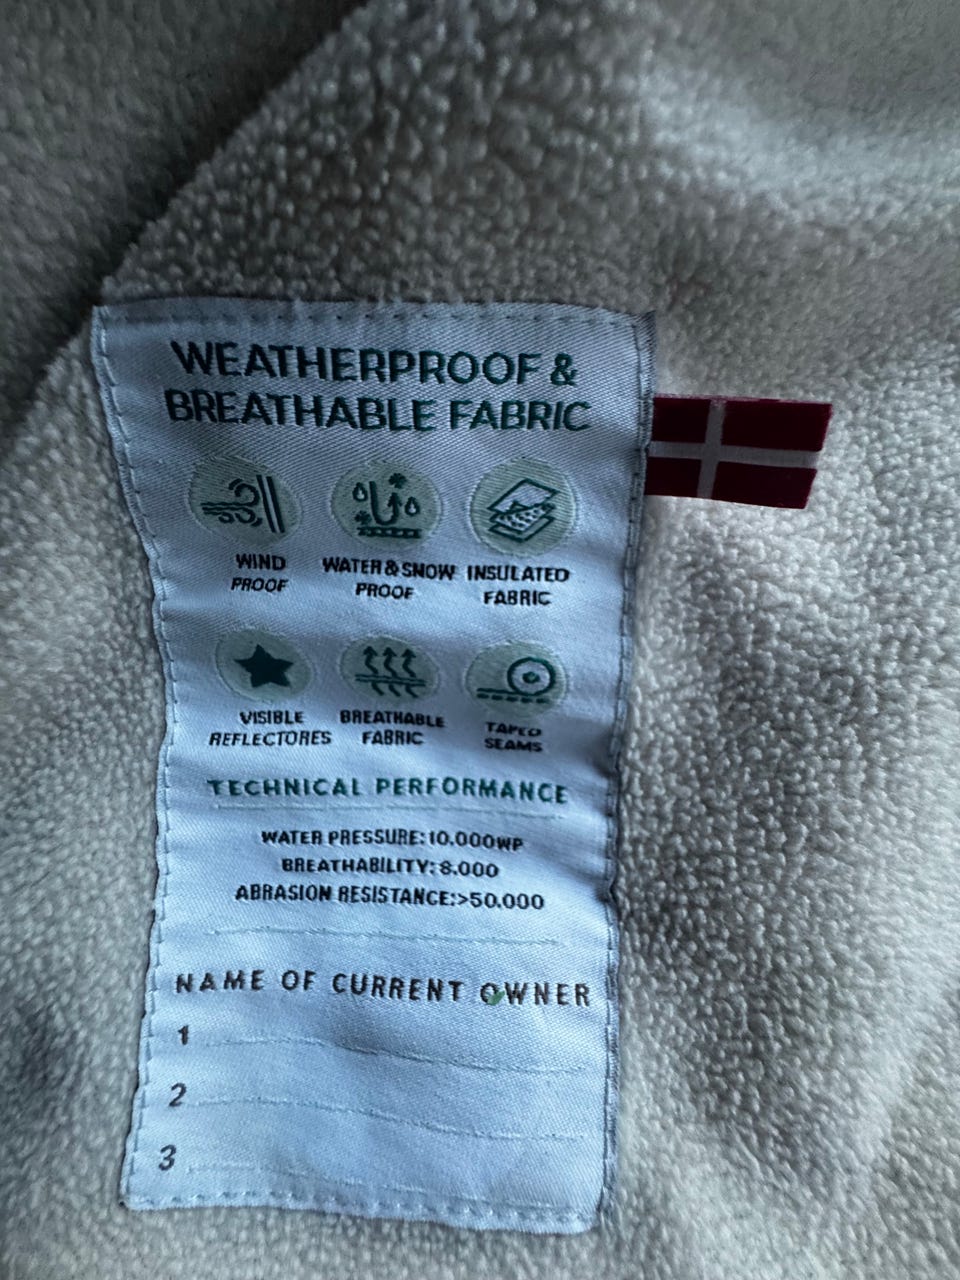 WEATHERPROOF &
BREATHABLE FABRIC
WIND
PROOF
WATER & SNOW
PROOF
INSULATED
FABRIC
VISIBLE
REFLECTORES
BREATHABLE
FABRIC
TAPED
SEAMS
TECHNICAL PERFORMANCE
WATER PRESSURE:10.000WP
BREATHABILITY:8.000
ABRASION RESISTANCE:>50.000
NAME OF CURRENT OWNER
1
2
3